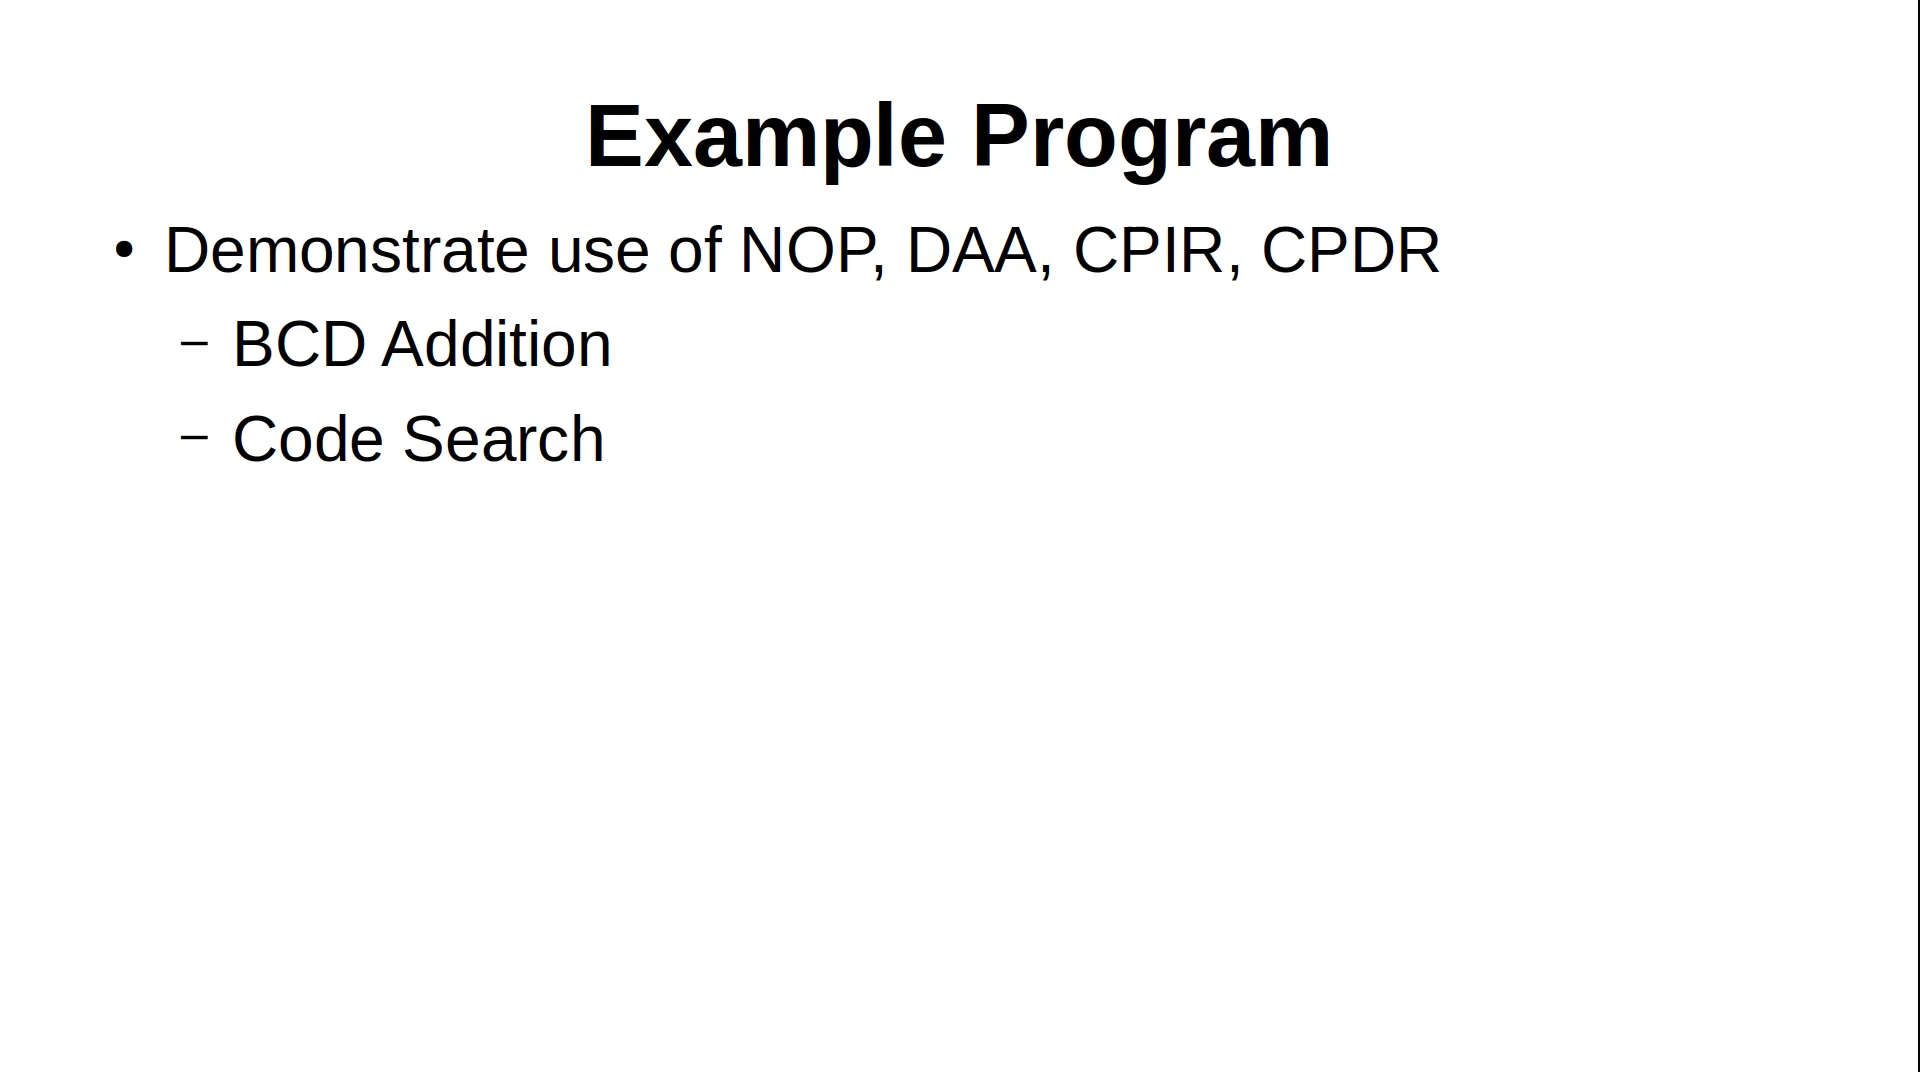 Example Program
• Demonstrate use of NOP, DAA, CPIR, CPDR
– BCD Addition
– Code Search